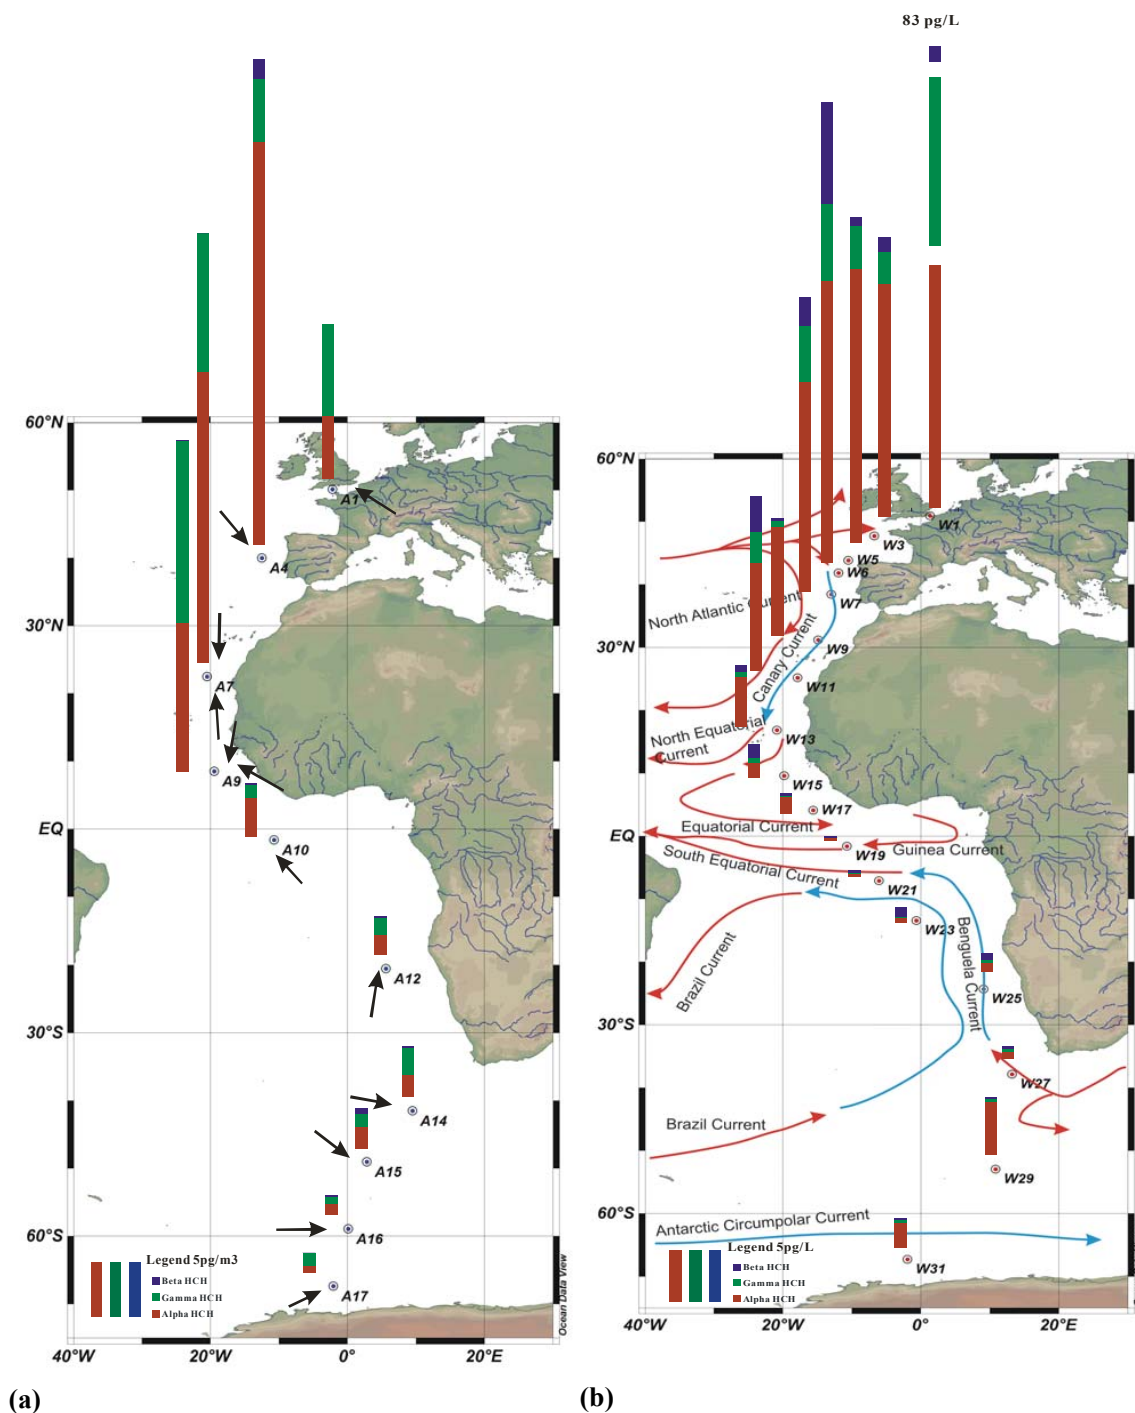 83 pg/L
60°N
30°N
EQ
30°S
60°S
40°W
20°W
0°
20°E
A1
A4
A7
A9
A10
A12
A14
A15
A16
A17
Legend 5pg/m3
Beta HCH
Gamma HCH
Alpha HCH
Ocean Data View
(a)
60°N
30°N
EQ
30°S
60°S
40°W
20°W
0°
20°E
W1
W3
W5
W6
W7
W9
W11
W13
W15
W17
W19
W21
W23
W25
W27
W29
W31
North Atlantic Current
Canary Current
North Equatorial
Current
Equatorial Current
Guinea Current
South Equatorial Current
Brazil Current
Benguela Current
Brazil Current
Antarctic Circumpolar Current
Legend 5pg/L
Beta HCH
Gamma HCH
Alpha HCH
(b)